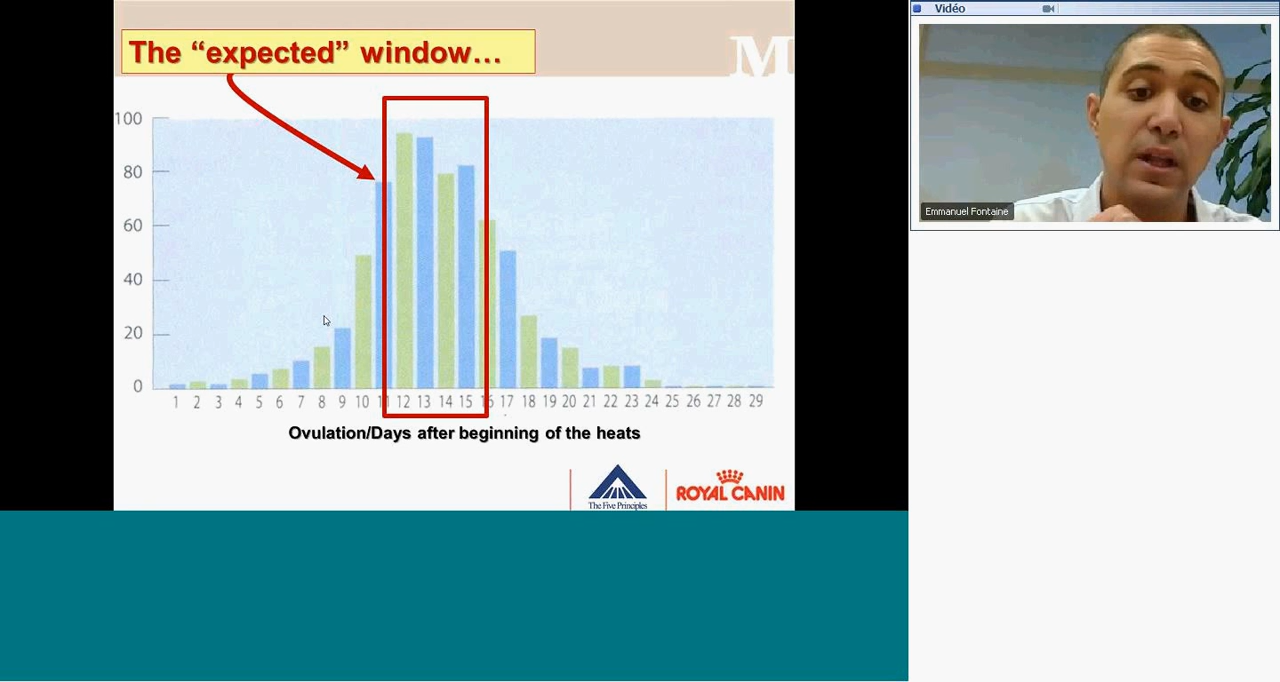 The “expected” window…
M
100
80
60
40
20
0
1 2 3 4 5 6 7 8 9 10 11 12 13 14 15 16 17 18 19 20 21 22 23 24 25 26 27 28 29
Ovulation/Days after beginning of the heats
The Five Principles
ROYAL CANIN
Vidéo
Emmanuel Fontaine